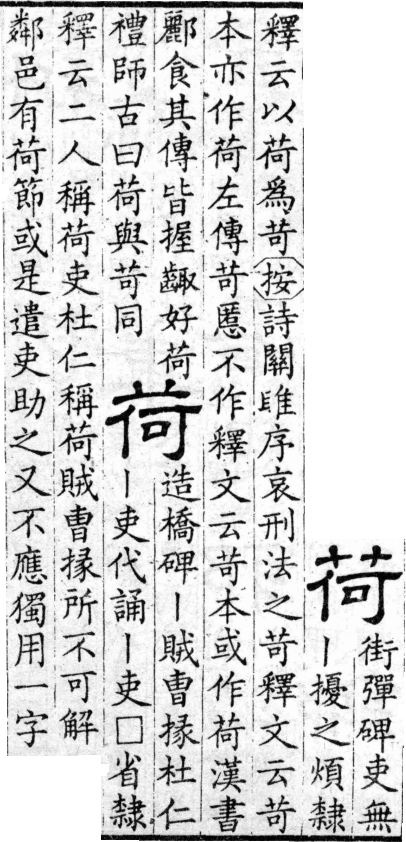 荷
街彈碑吏無
丨擾之煩隸
釋云以荷爲苛按詩關雎序哀刑法之苛釋文云苛
本亦作荷左傳苛慝不作釋文云苛本或作荷漢書
酈食其傳皆握齱好荷
禮師古曰荷與苛同
荷
造橋碑丨賊曹掾杜仁
丨吏代誦丨吏□省隸
釋云二人稱荷吏杜仁稱荷賊曹掾所不可解
鄰邑有荷節或是遣吏助之又不應獨用一字